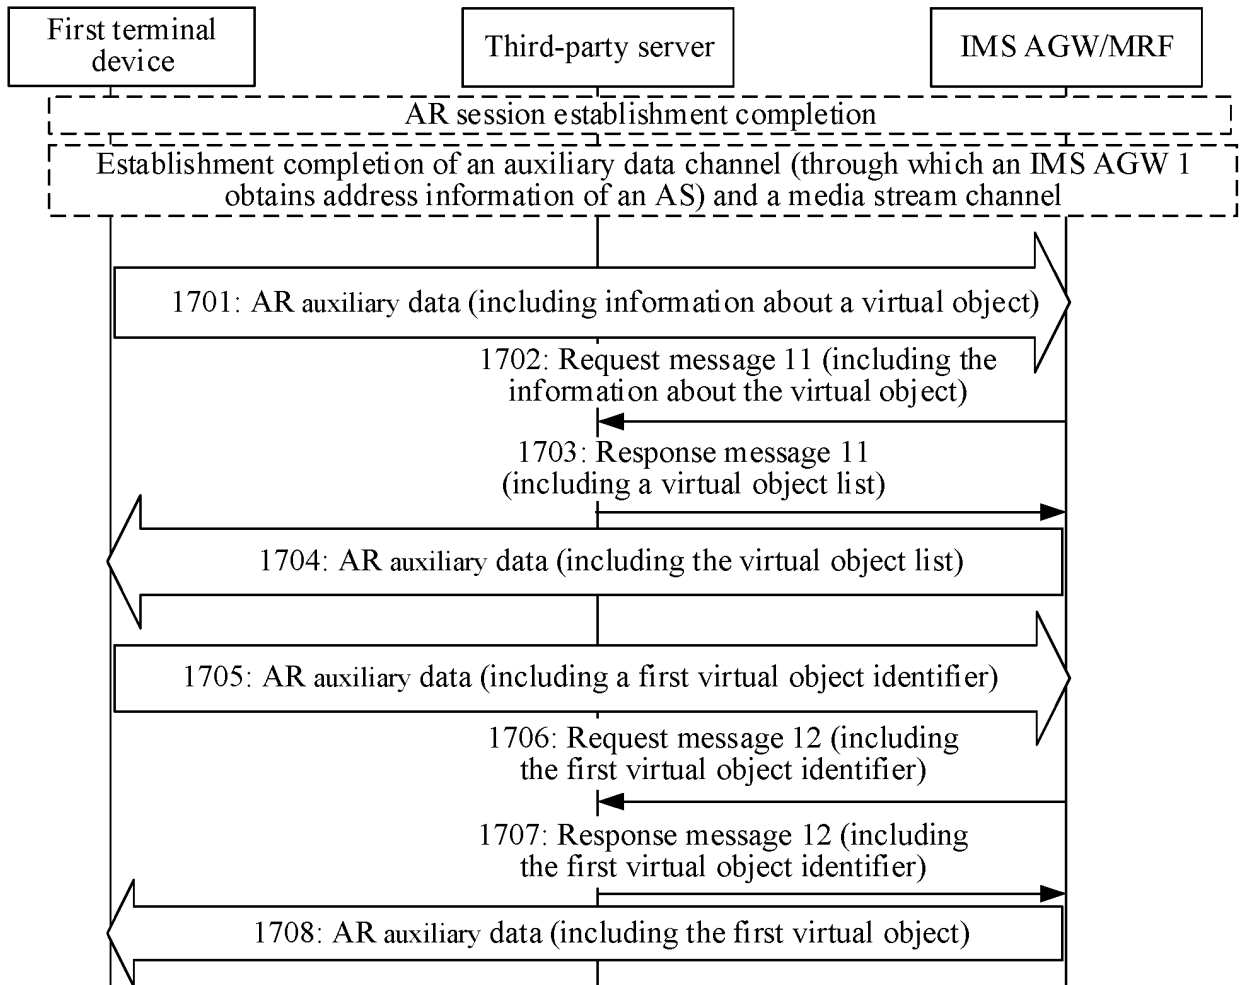 First terminal
device
Third-party server
IMS AGW/MRF
AR session establishment completion
Establishment completion of an auxiliary data channel (through which an IMS AGW 1
obtains address information of an AS) and a media stream channel
1701: AR auxiliary data (including information about a virtual object)
1702: Request message 11 (including the
information about the virtual object)
1703: Response message 11
(including a virtual object list)
1704: AR auxiliary data (including the virtual object list)
1705: AR auxiliary data (including a first virtual object identifier)
1706: Request message 12 (including
the first virtual object identifier)
1707: Response message 12 (including
the first virtual object identifier)
1708: AR auxiliary data (including the first virtual object)